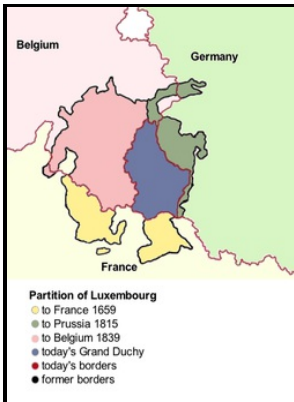 Belgium
Germany
France
Partition of Luxembourg
to France 1659
to Prussia 1815
to Belgium 1839
today's Grand Duchy
today's borders
former borders